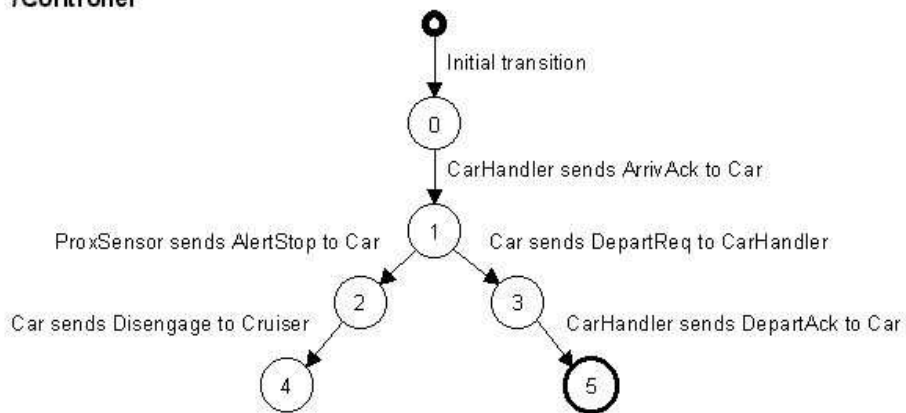 /Controller
Initial transition
0
CarHandler sends ArrivAck to Car
1
ProxSensor sends AlertStop to Car
Car sends DepartReq to CarHandler
2
3
Car sends Disengage to Cruiser
CarHandler sends DepartAck to Car
4
5